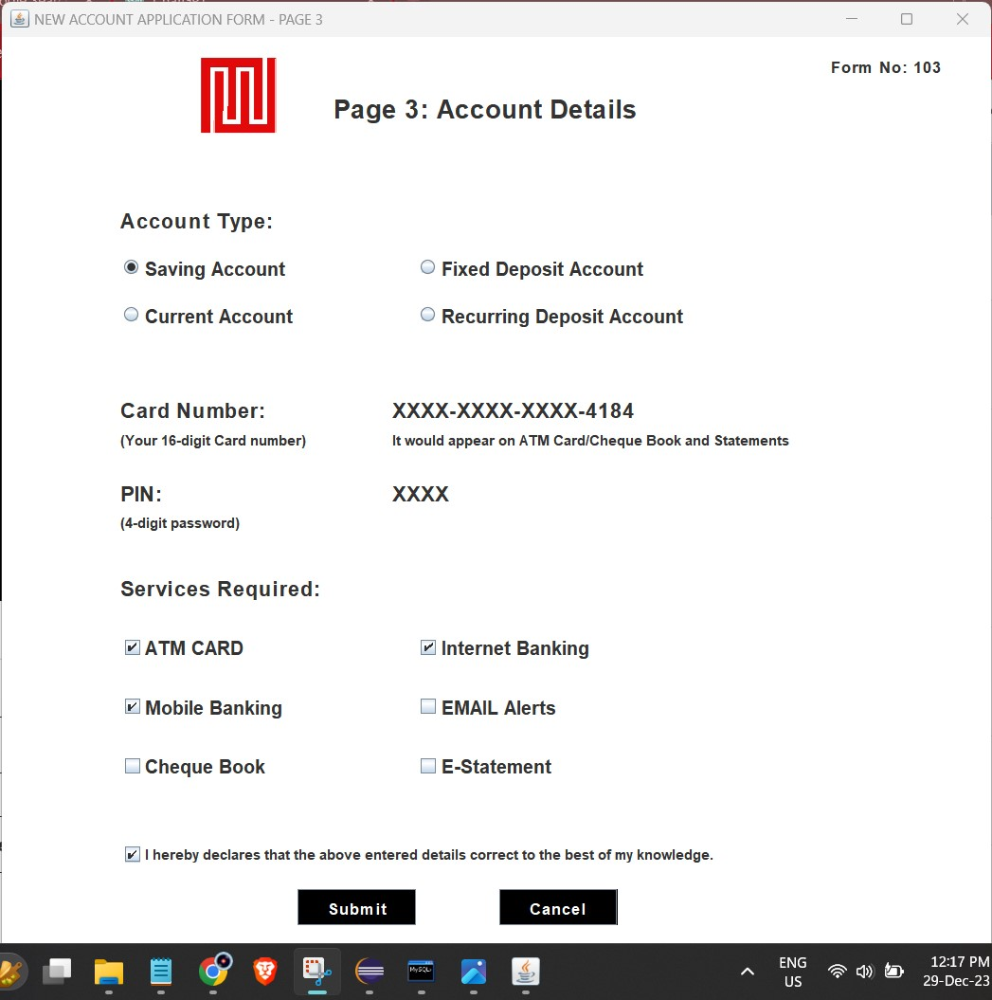 NEW ACCOUNT APPLICATION FORM - PAGE 3
Form No: 103
Page 3: Account Details
Account Type:
Saving Account Fixed Deposit Account
Current Account Recurring Deposit Account
Card Number: XXXX-XXXX-XXXX-4184
(Your 16-digit Card number) It would appear on ATM Card/Cheque Book and Statements
PIN: XXXX
(4-digit password)
Services Required:
ATM CARD Internet Banking
Mobile Banking EMAIL Alerts
Cheque Book E-Statement
I hereby declares that the above entered details correct to the best of my knowledge.
Submit Cancel
ENG 12:17 PM
US 29-Dec-23